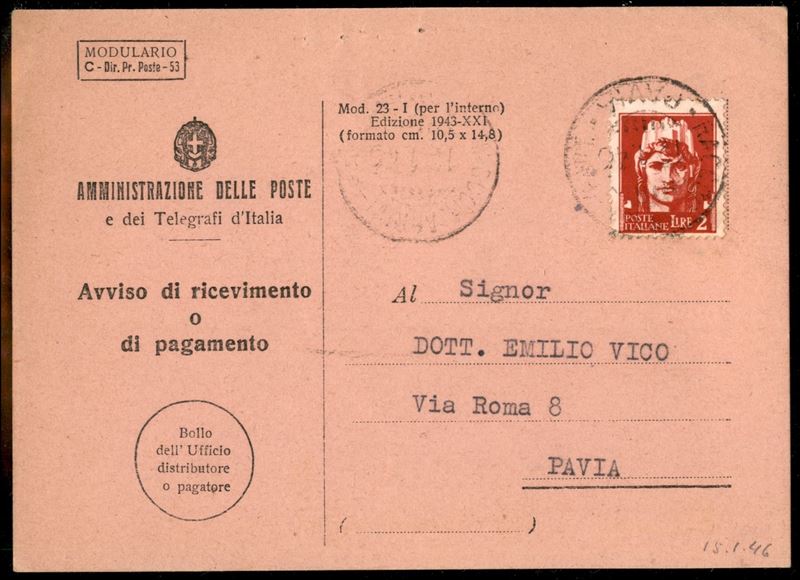 MODULARIO
C - Dir. Pr. Poste - 53
AMMINISTRAZIONE DELLE POSTE
e dei Telegrafi d'Italia
Avviso di ricevimento
o
di pagamento
Bollo
dell' Ufficio
distributore
o pagatore
Mod. 23 - I (per l'interno)
Edizione 1943-XXI
(formato cm. 10,5 x 14,8)
PAVIA
POSTE
ITALIANE LIRE 2
Al Signor
DOTT. EMILIO VICO
Via Roma 8
PAVIA
( )
15.1.46